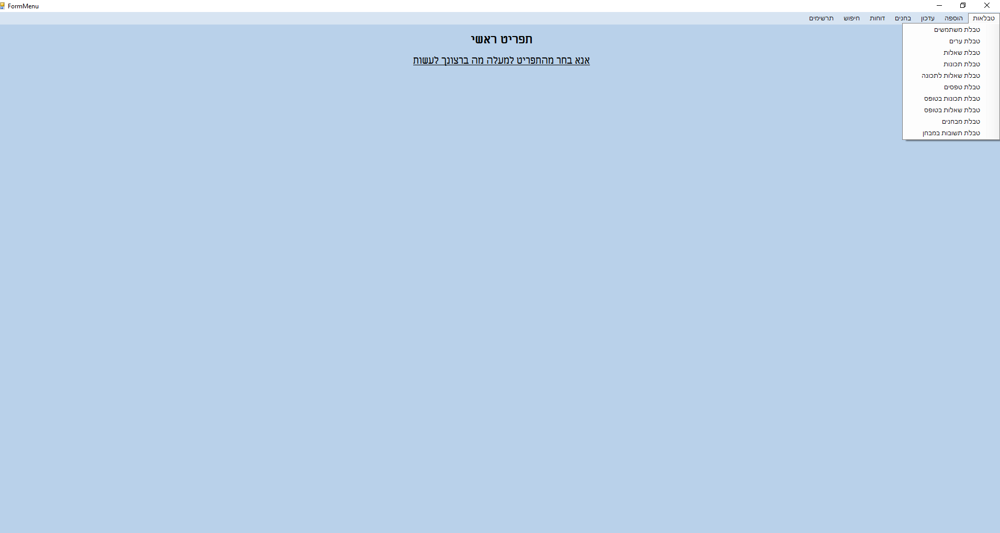 FormMenu
טבלאות הוספה עדכון בחנים דוחות חיפוש תרשימים
טבלת משתמשים
טבלת ערים
טבלת שאלות
טבלת תכונות
טבלת שאלות לתכונה
טבלת טפסים
טבלת תכונות בטופס
טבלת שאלות בטופס
טבלת מבחנים
טבלת תשובות במבחן
תפריט ראשי
אנא בחר מהתפריט למעלה מה ברצונך לעשות